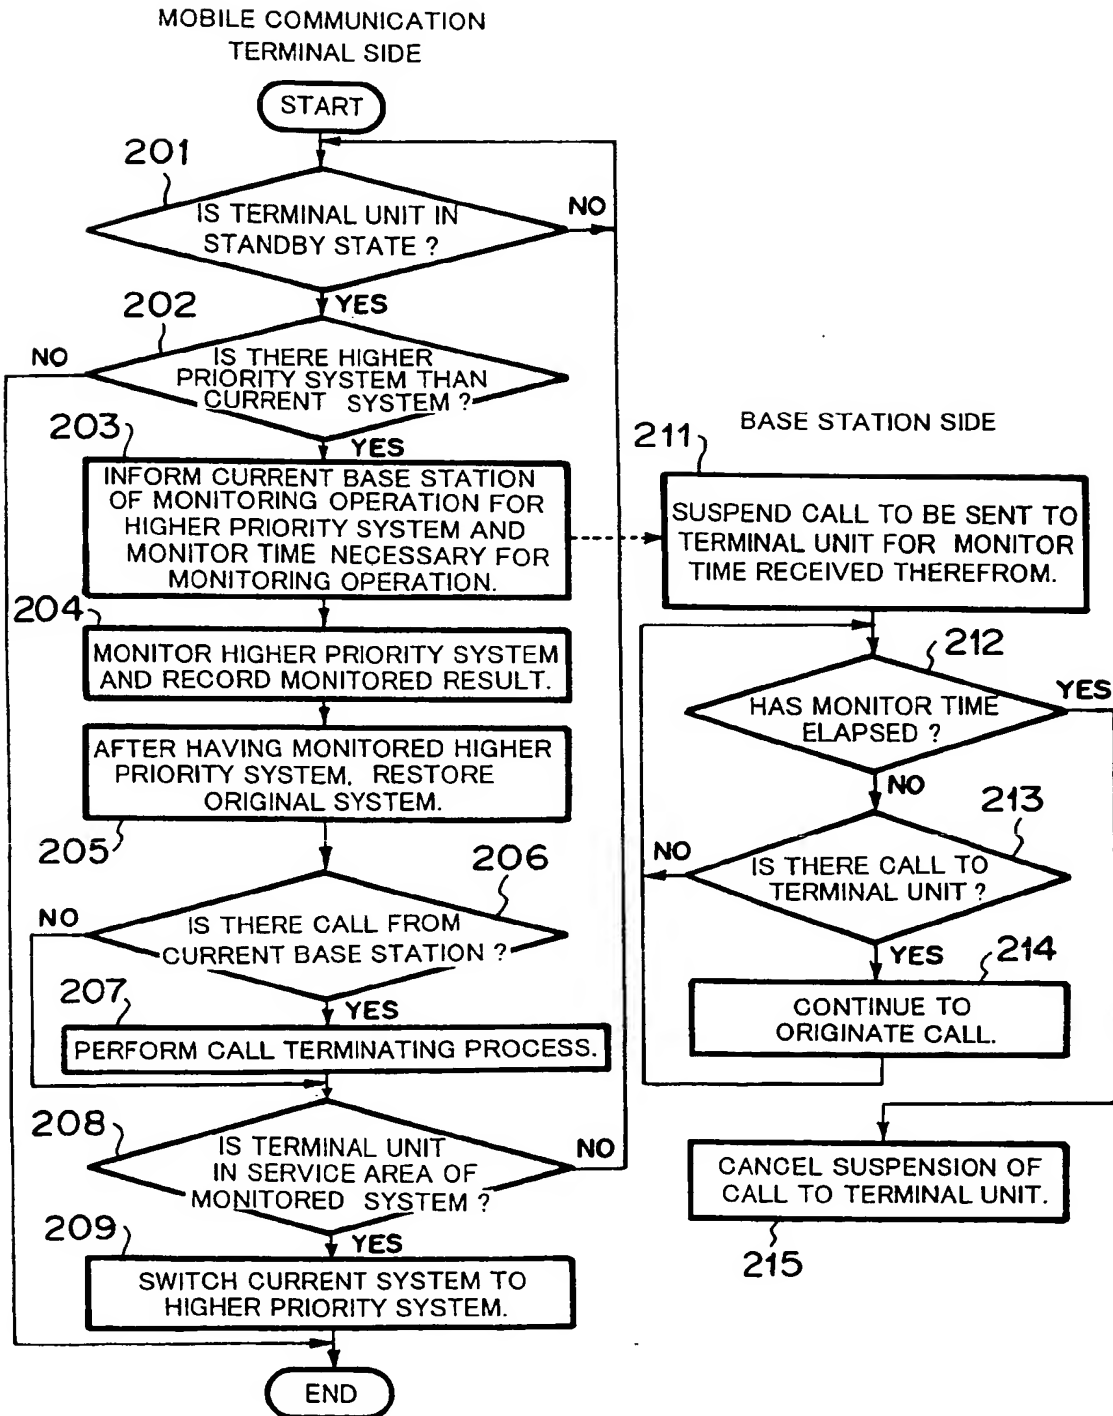 MOBILE COMMUNICATION
TERMINAL SIDE
START
201
IS TERMINAL UNIT IN
STANDBY STATE ?
NO
YES
202
NO
IS THERE HIGHER
PRIORITY SYSTEM THAN
CURRENT SYSTEM ?
203
YES
INFORM CURRENT BASE STATION
OF MONITORING OPERATION FOR
HIGHER PRIORITY SYSTEM AND
MONITOR TIME NECESSARY FOR
MONITORING OPERATION.
204
MONITOR HIGHER PRIORITY SYSTEM
AND RECORD MONITORED RESULT.
AFTER HAVING MONITORED HIGHER
PRIORITY SYSTEM. RESTORE
ORIGINAL SYSTEM.
205
206
NO
IS THERE CALL FROM
CURRENT BASE STATION ?
207
YES
PERFORM CALL TERMINATING PROCESS.
208
IS TERMINAL UNIT
IN SERVICE AREA OF
MONITORED SYSTEM ?
NO
209
YES
SWITCH CURRENT SYSTEM TO
HIGHER PRIORITY SYSTEM.
END
BASE STATION SIDE
211
SUSPEND CALL TO BE SENT TO
TERMINAL UNIT FOR MONITOR
TIME RECEIVED THEREFROM.
212
HAS MONITOR TIME
ELAPSED ?
YES
NO
213
NO
IS THERE CALL TO
TERMINAL UNIT ?
YES
214
CONTINUE TO
ORIGINATE CALL.
CANCEL SUSPENSION OF
CALL TO TERMINAL UNIT.
215